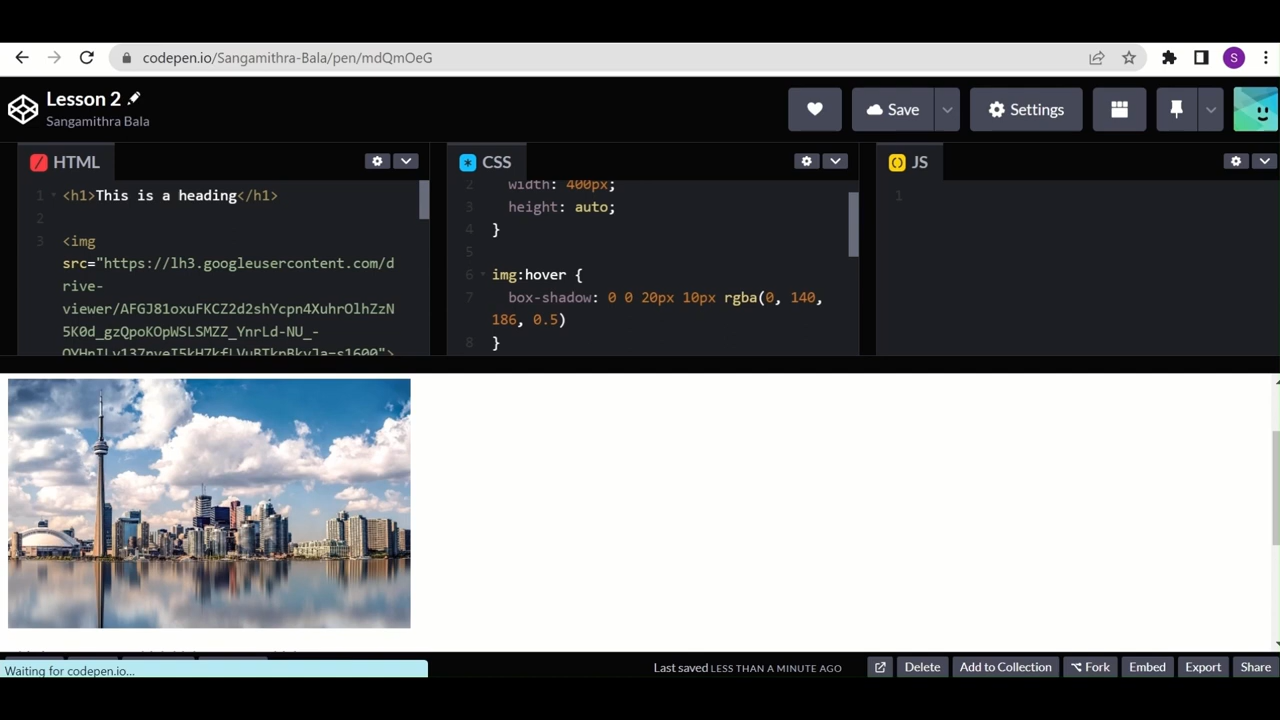 codepen.io/Sangamithra-Bala/pen/mdQmOeG
S
Lesson 2
Sangamithra Bala
Save
Settings
HTML
1 <h1>This is a heading</h1>
2
3 <img
src="https://lh3.googleusercontent.com/d
rive-
viewer/AFGJ81oxuFKCZ2d2shYcpn4XuhrOlhZzN
5K0d_gzQpoKOpWSLSMZZ_YnrLd-NU_-
CSS
2 width: 400px;
3 height: auto;
4 }
5
6 img:hover {
7 box-shadow: 0 0 20px 10px rgba(0, 140,
186, 0.5)
8 }
JS
1
Waiting for codepen.io...
Last saved LESS THAN A MINUTE AGO
Delete
Add to Collection
Fork
Embed
Export
Share